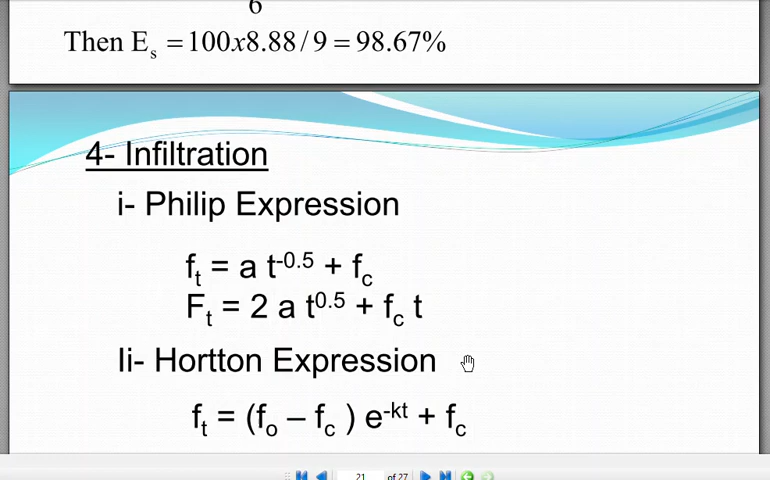 6
Then Es = 100x8.88/9 = 98.67%
4- Infiltration
i- Philip Expression
ft = a t-0.5 + fc
Ft = 2 a t0.5 + fc t
Ii- Hortton Expression
ft = (fo – fc ) e-kt + fc
21 of 27